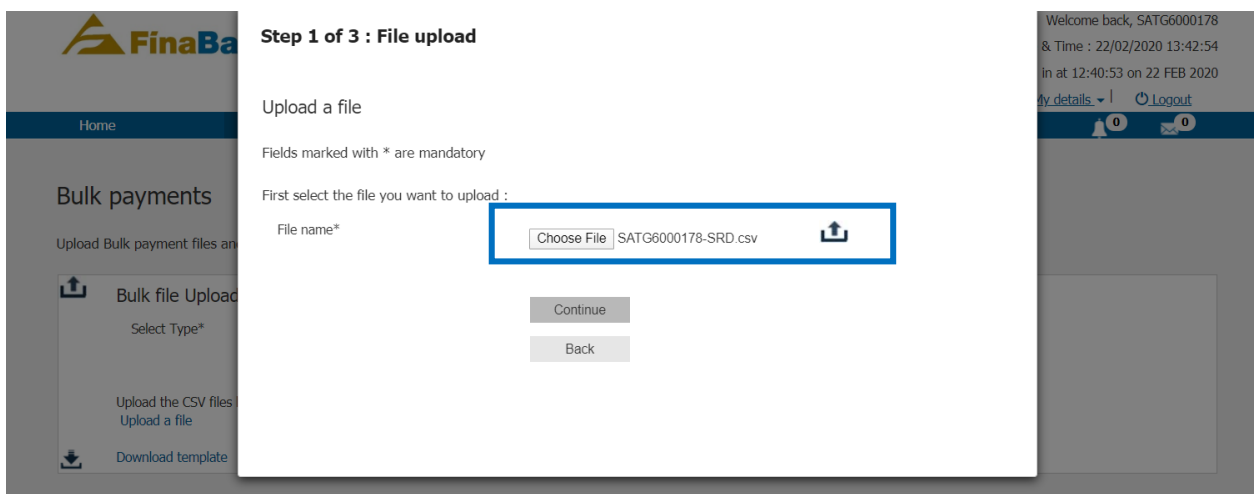 FinaBa
Welcome back, SATG6000178
& Time : 22/02/2020 13:42:54
in at 12:40:53 on 22 FEB 2020
My details
Logout
Home
0
0
Step 1 of 3 : File upload
Upload a file
Fields marked with * are mandatory
First select the file you want to upload :
File name*
Choose File SATG6000178-SRD.csv
Continue
Back
Bulk payments
Upload Bulk payment files an
Bulk file Upload
Select Type*
Upload the CSV files
Upload a file
Download template